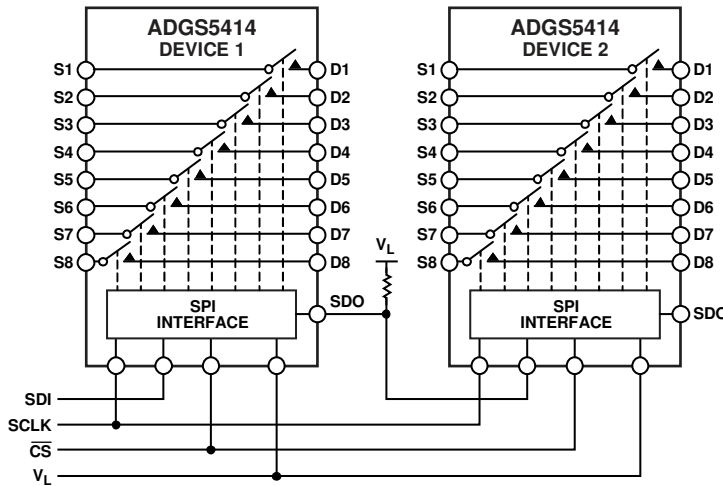 ADGS5414
DEVICE 1
S1
D1
S2
D2
S3
D3
S4
D4
S5
D5
S6
D6
S7
D7
S8
D8
SPI
INTERFACE
SDO
VL
ADGS5414
DEVICE 2
S1
D1
S2
D2
S3
D3
S4
D4
S5
D5
S6
D6
S7
D7
S8
D8
SPI
INTERFACE
SDO
SDI
SCLK
CS
VL